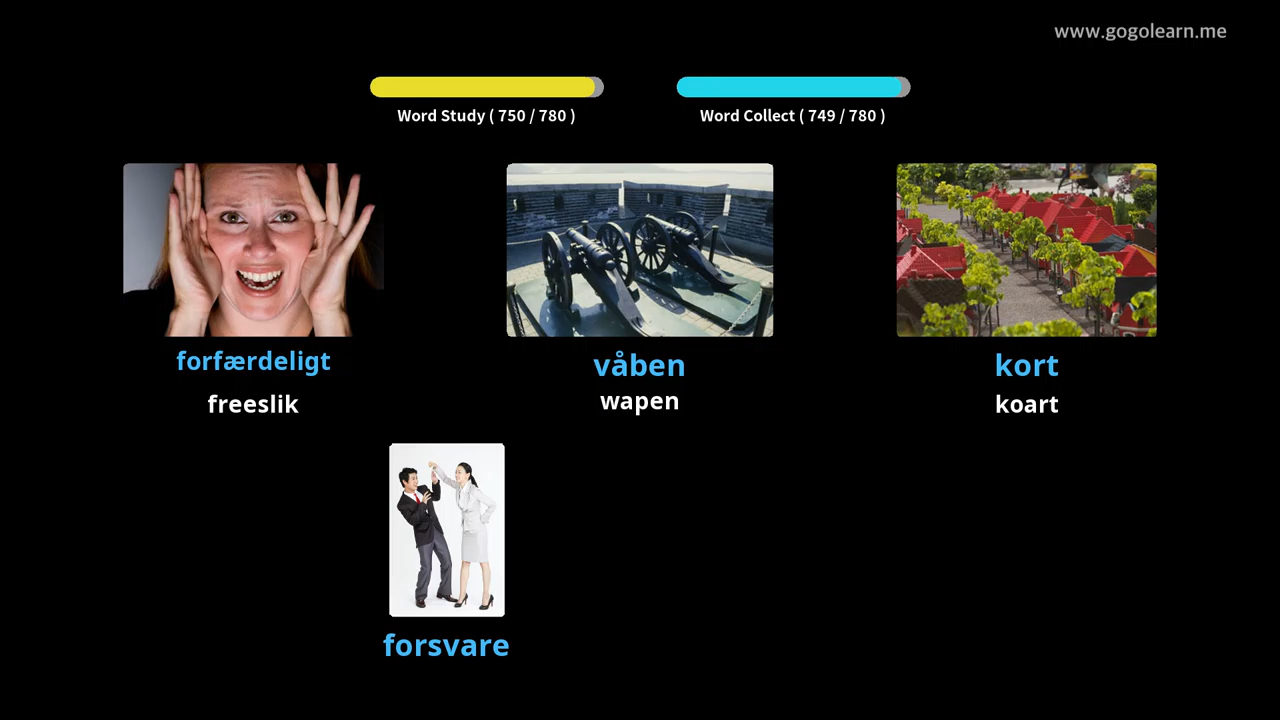 www.gogolearn.me
Word Study ( 750 / 780 )
Word Collect ( 749 / 780 )
forfærdeligt
våben
kort
freeslik
wapen
koart
forsvare